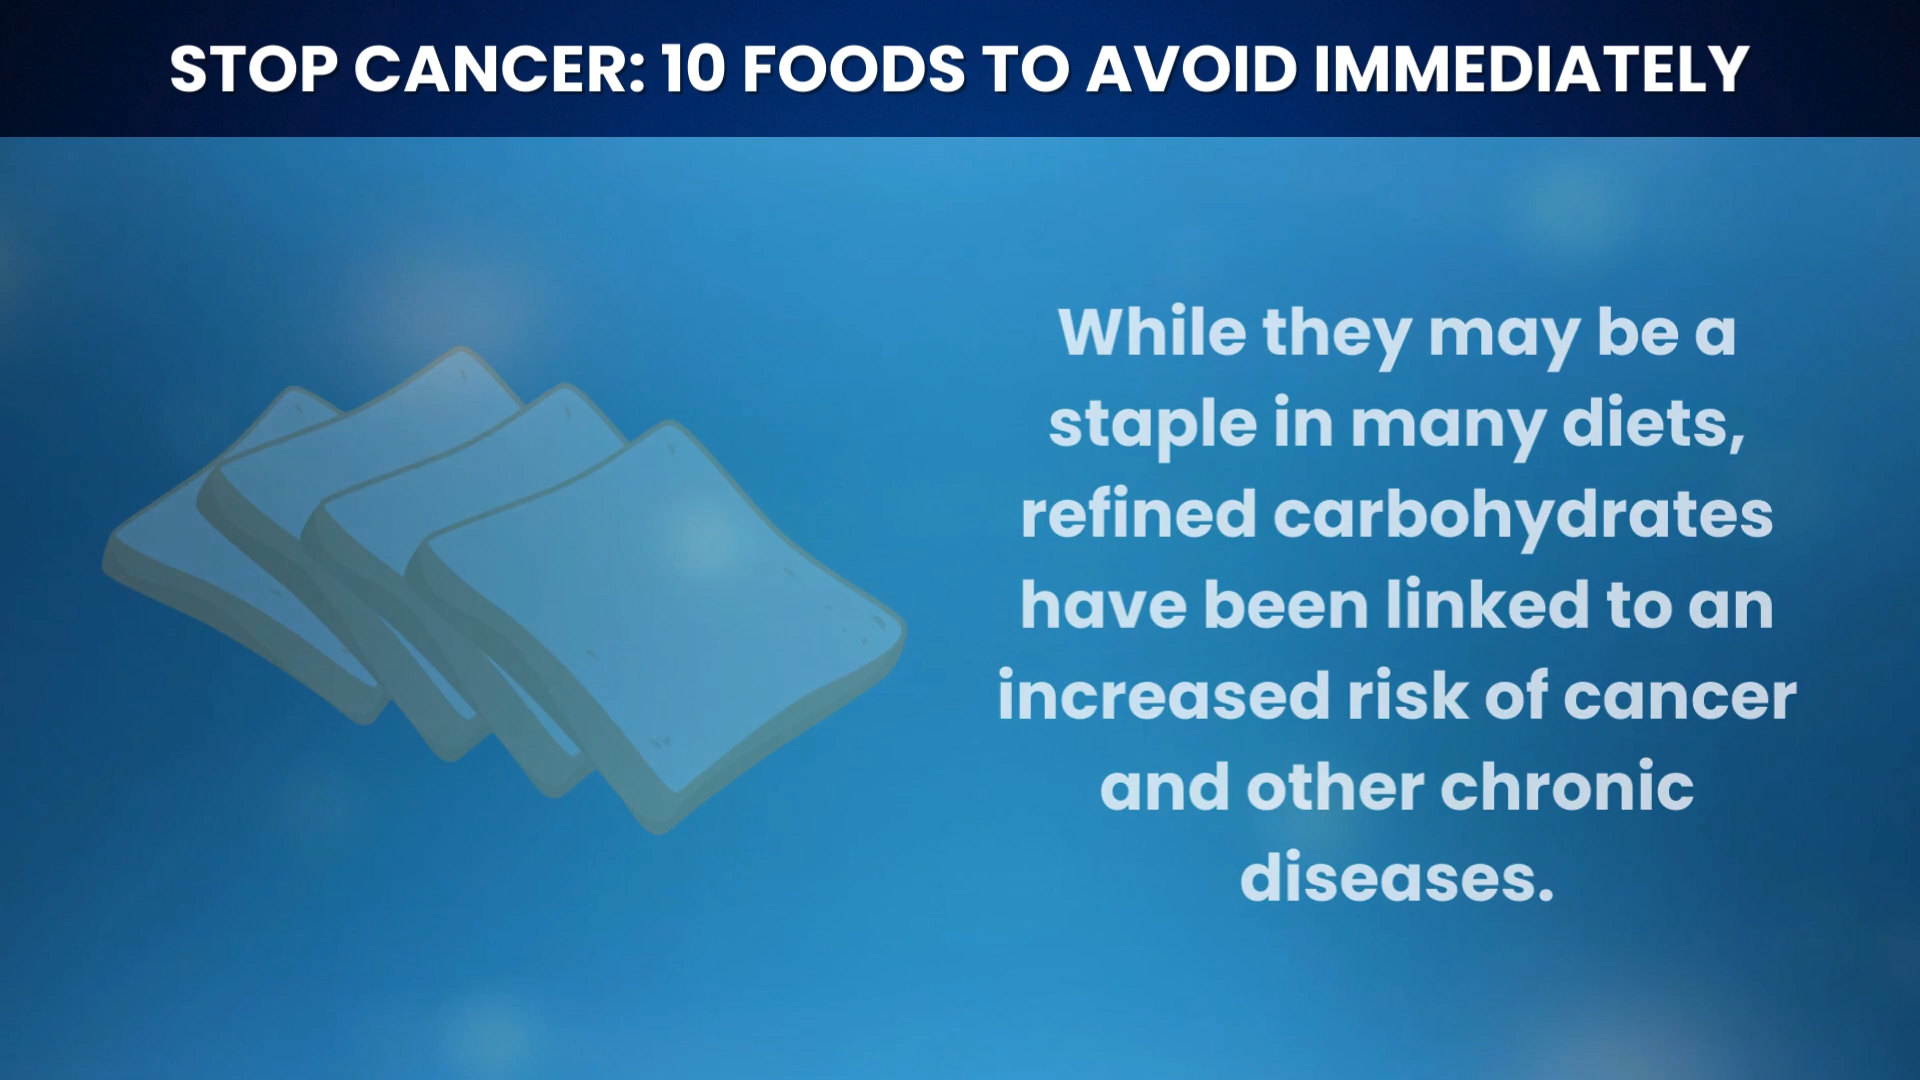 STOP CANCER: 10 FOODS TO AVOID IMMEDIATELY
While they may be a
staple in many diets,
refined carbohydrates
have been linked to an
increased risk of cancer
and other chronic
diseases.